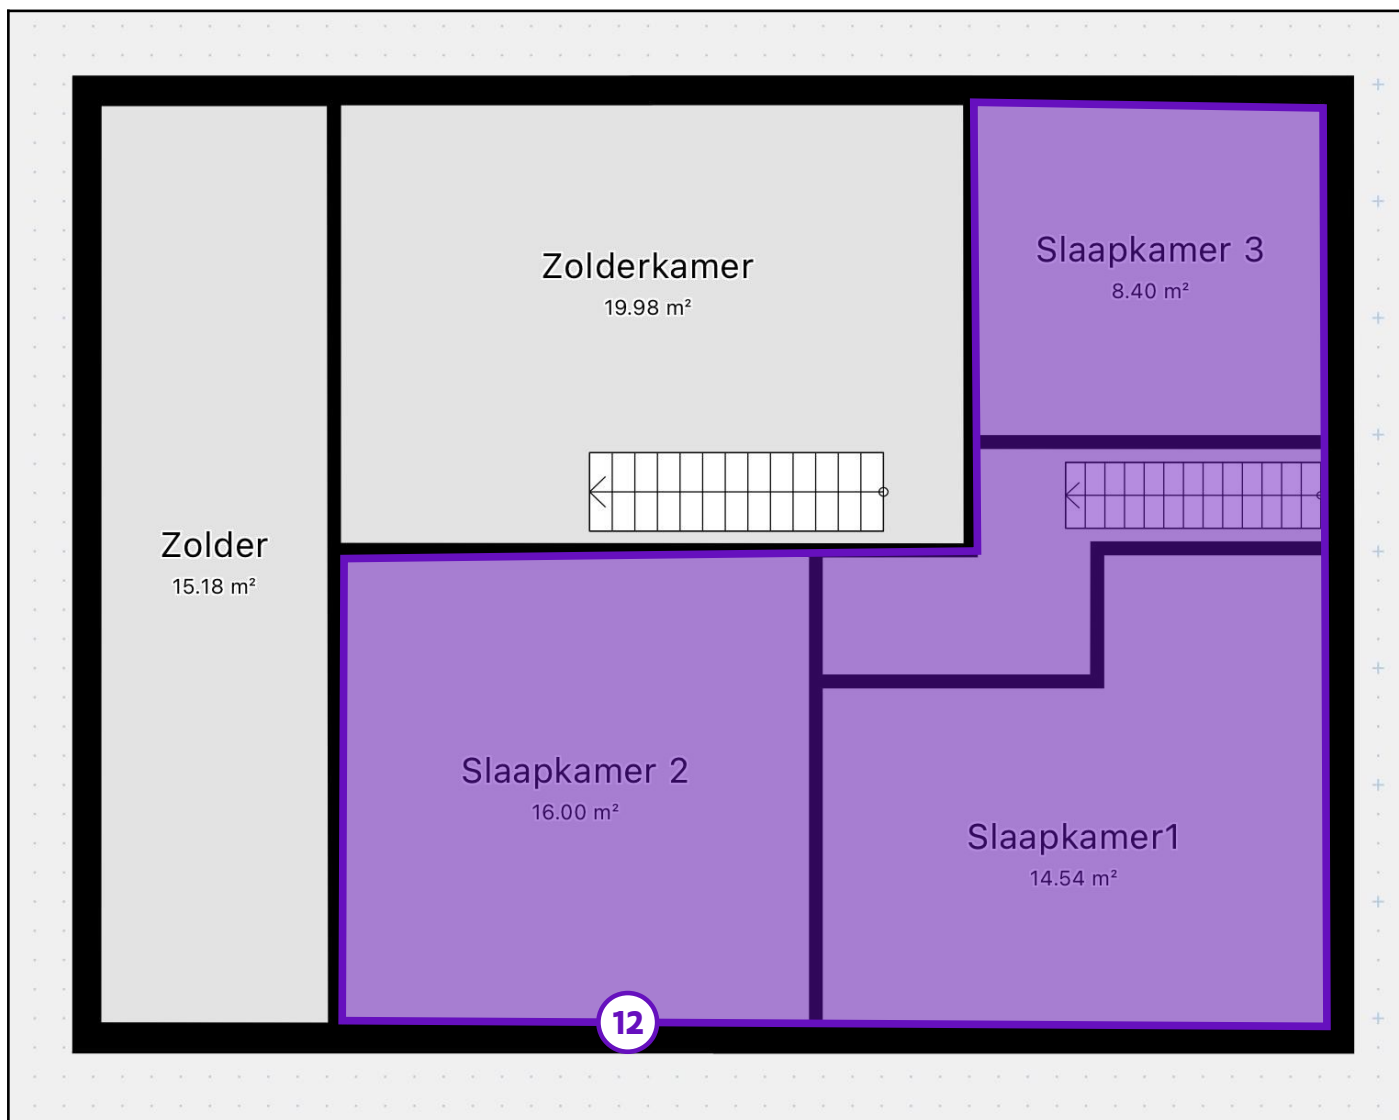 Slaapkamer 3
8.40 m²
Zolderkamer
19.98 m²
Zolder
15.18 m²
Slaapkamer 2
16.00 m²
Slaapkamer1
14.54 m²
12